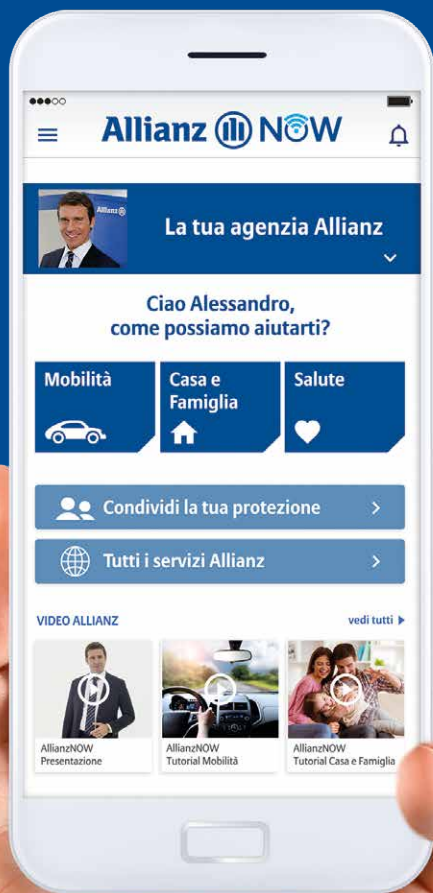 Allianz NOW
Allianz
La tua agenzia Allianz
Ciao Alessandro,
come possiamo aiutarti?
Mobilità
Casa e
Famiglia
Salute
Condividi la tua protezione
Tutti i servizi Allianz
VIDEO ALLIANZ
vedi tutti
AllianzNOW
Presentazione
AllianzNOW
Tutorial Mobilità
AllianzNOW
Tutorial Casa e Famiglia